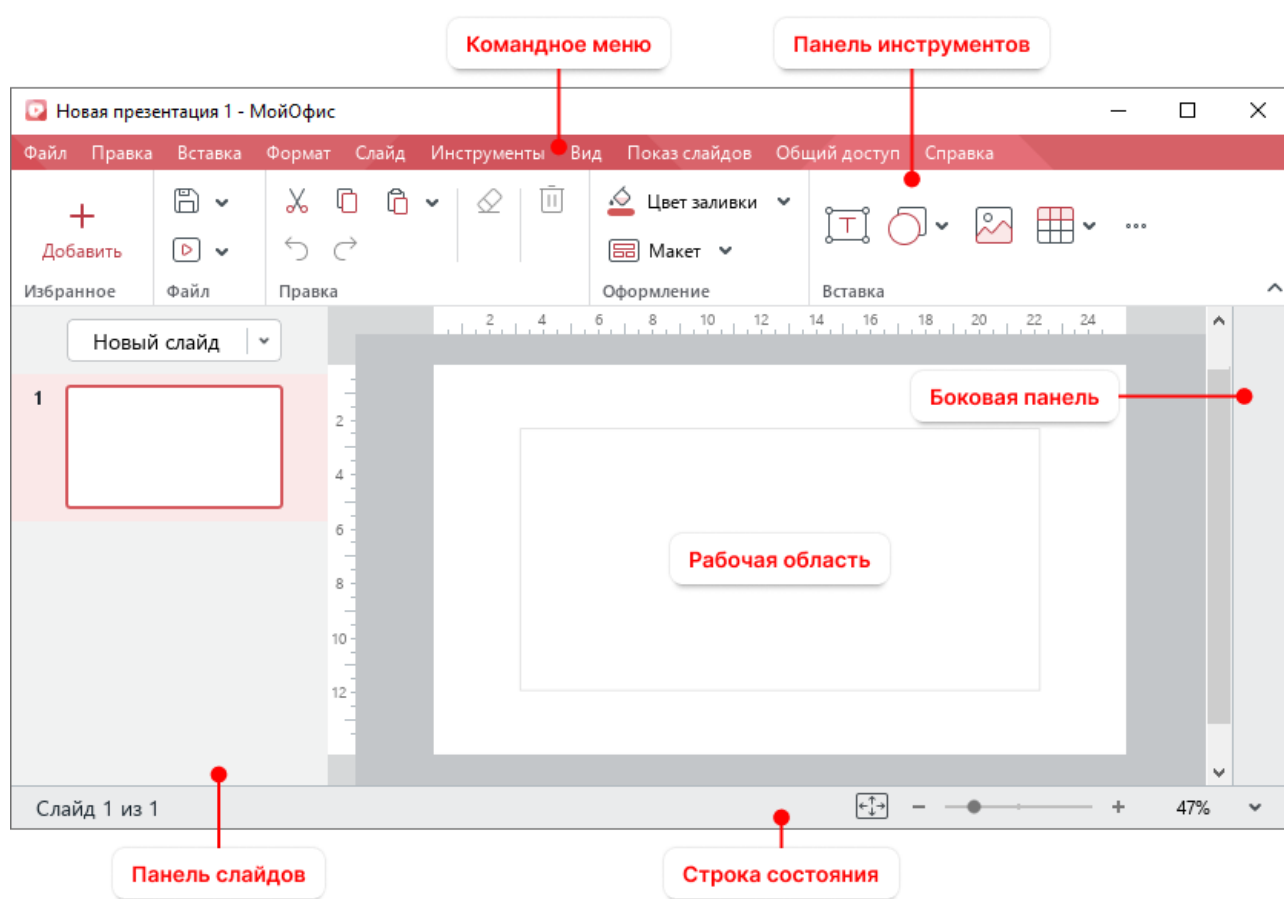 Командное меню
Панель инструментов
Новая презентация 1 - МойОфис
Файл Правка Вставка Формат Слайд Инструменты Вид Показ слайдов Общий доступ Справка
Добавить
Цвет заливки
Макет
Избранное Файл Правка Оформление Вставка
Новый слайд
2 4 6 8 10 12 14 16 18 20 22 24
1
Боковая панель
2
4
6
Рабочая область
8
10
12
Слайд 1 из 1
47%
Панель слайдов
Строка состояния